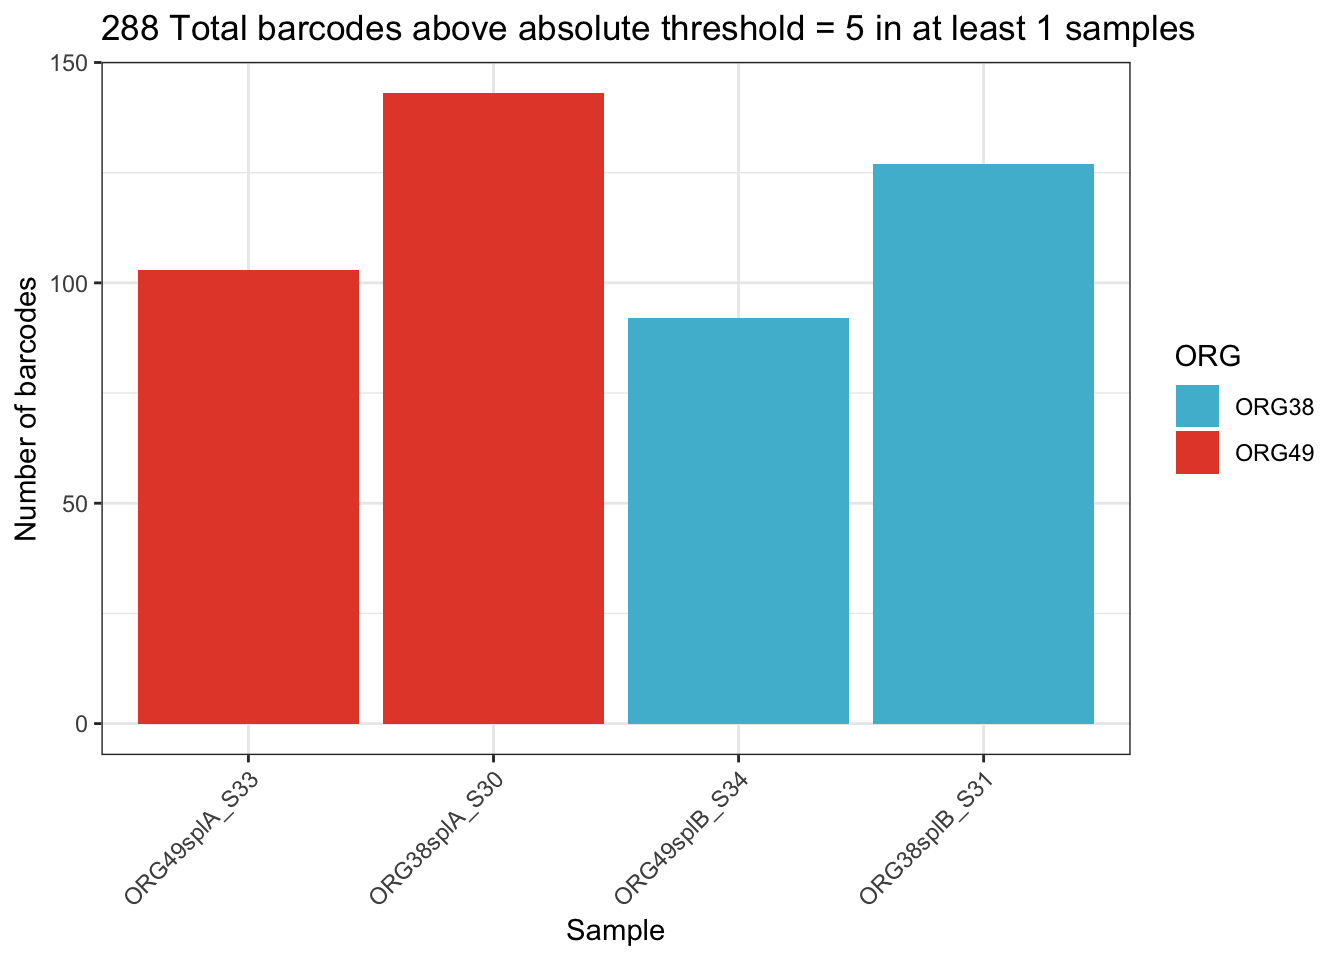 288 Total barcodes above absolute threshold = 5 in at least 1 samples
Number of barcodes
150
100
50
0
ORG49splA_S33
ORG38splA_S30
ORG49splB_S34
ORG38splB_S31
Sample
ORG
ORG38
ORG49